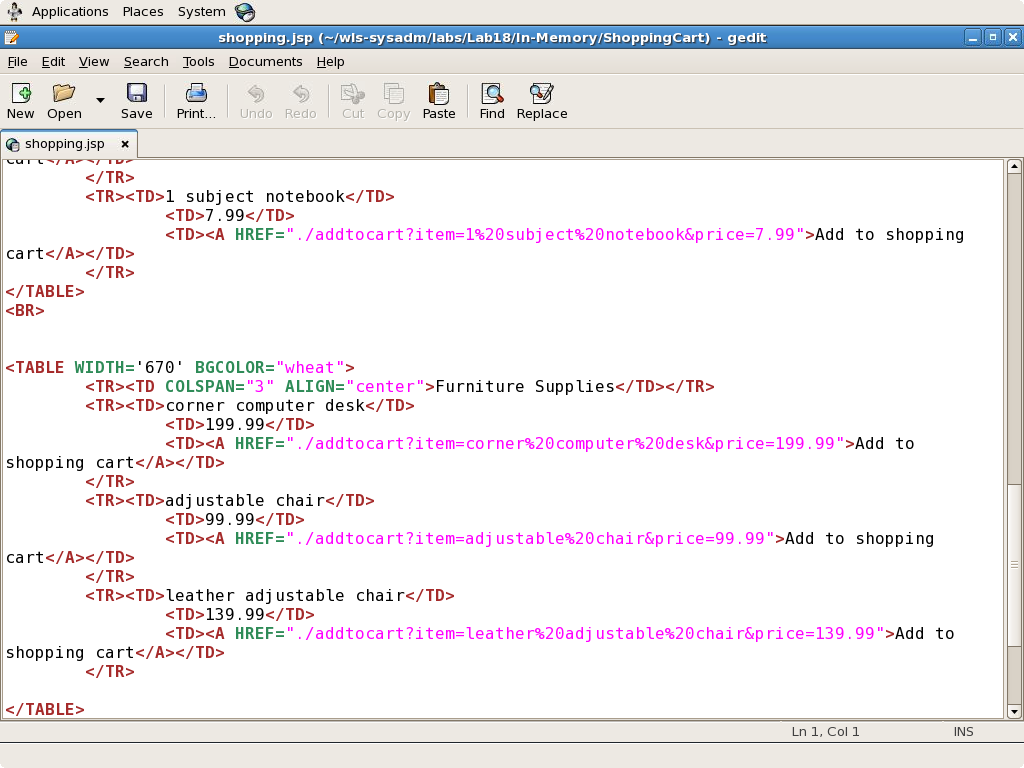 Applications Places System
shopping.jsp (~/wls-sysadm/labs/Lab18/In-Memory/ShoppingCart) - gedit
File Edit View Search Tools Documents Help
New Open Save Print... Undo Redo Cut Copy Paste Find Replace
shopping.jsp
cart</A></TD>
        </TR>
        <TR><TD>1 subject notebook</TD>
                <TD>7.99</TD>
                <TD><A HREF="./addtocart?item=1%20subject%20notebook&price=7.99">Add to shopping
cart</A></TD>
        </TR>
</TABLE>
<BR>
<TABLE WIDTH='670' BGCOLOR="wheat">
        <TR><TD COLSPAN="3" ALIGN="center">Furniture Supplies</TD></TR>
        <TR><TD>corner computer desk</TD>
                <TD>199.99</TD>
                <TD><A HREF="./addtocart?item=corner%20computer%20desk&price=199.99">Add to
shopping cart</A></TD>
        </TR>
        <TR><TD>adjustable chair</TD>
                <TD>99.99</TD>
                <TD><A HREF="./addtocart?item=adjustable%20chair&price=99.99">Add to shopping
cart</A></TD>
        </TR>
        <TR><TD>leather adjustable chair</TD>
                <TD>139.99</TD>
                <TD><A HREF="./addtocart?item=leather%20adjustable%20chair&price=139.99">Add to
shopping cart</A></TD>
        </TR>
</TABLE>
Ln 1, Col 1 INS